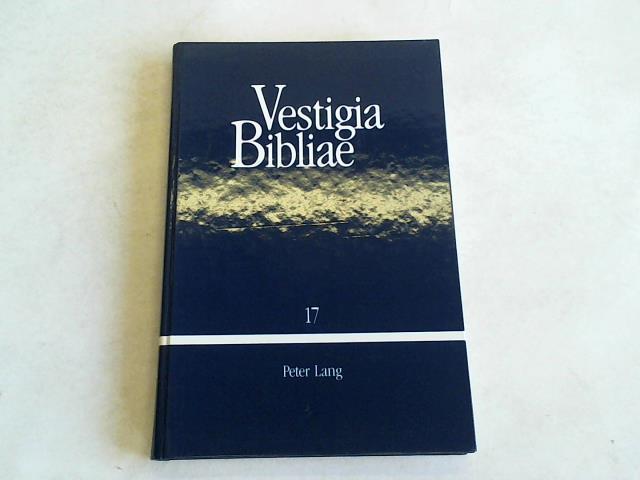 Vestigia
Bibliae
17
Peter Lang